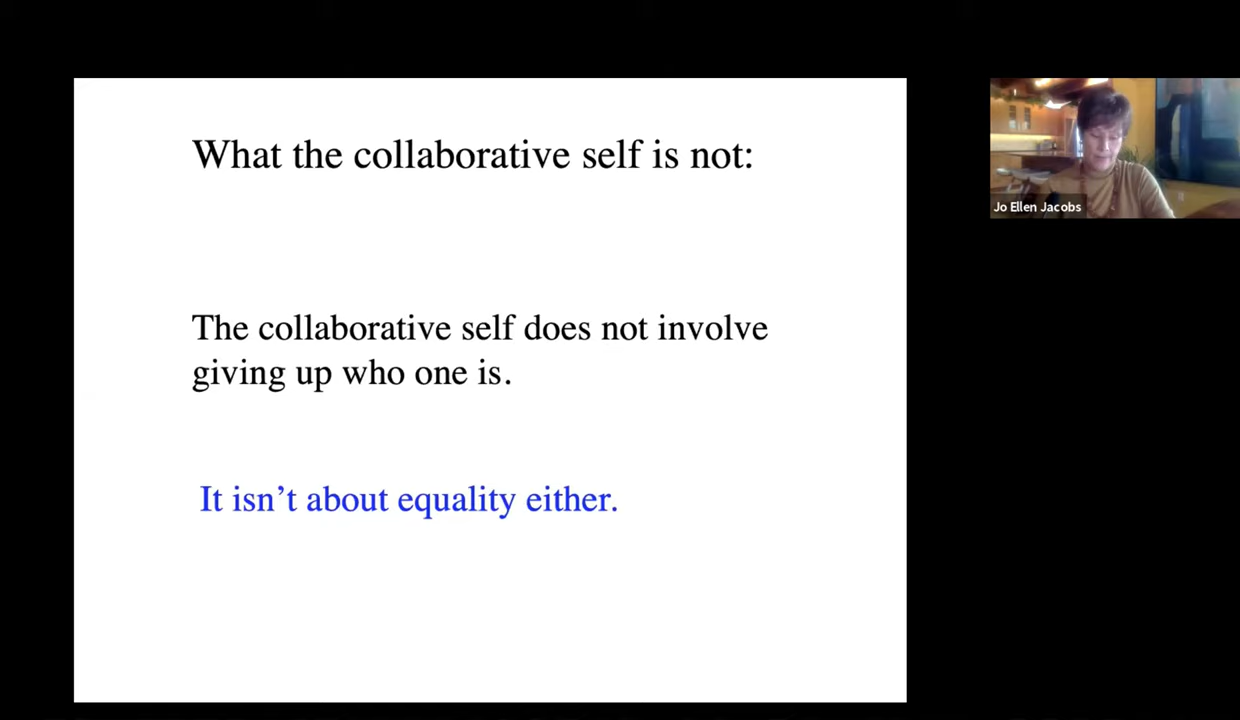 What the collaborative self is not:
The collaborative self does not involve
giving up who one is.
It isn’t about equality either.
Jo Ellen Jacobs